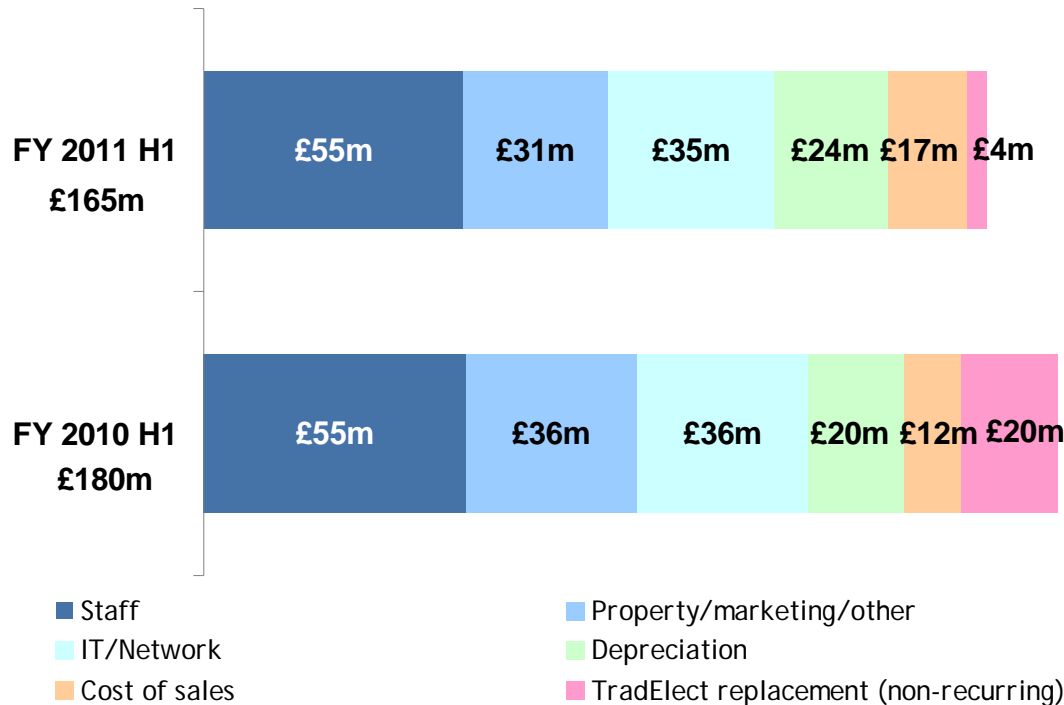 FY 2011 H1
£165m
£55m
£31m
£35m
£24m
£17m
£4m
FY 2010 H1
£180m
£55m
£36m
£36m
£20m
£12m
£20m
Staff
Property/marketing/other
IT/Network
Depreciation
Cost of sales
TradElect replacement (non-recurring)